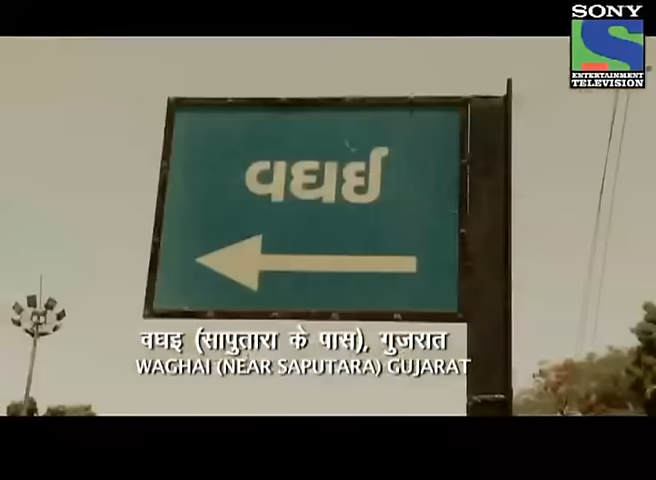 SONY
ENTERTAINMENT
TELEVISION
વઘઈ
वघइ (सापुतारा के पास), गुजरात
WAGHAI (NEAR SAPUTARA) GUJARAT